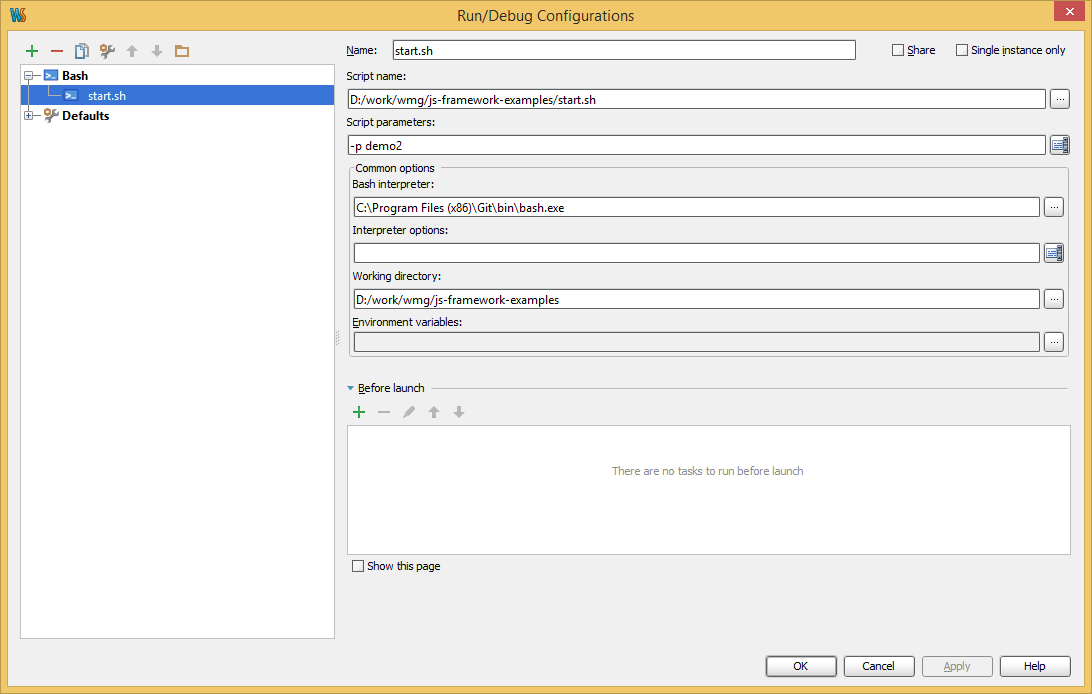 WS
Run/Debug Configurations
Name:
start.sh
Share
Single instance only
Bash
start.sh
Defaults
Script name:
D:/work/wmg/js-framework-examples/start.sh
...
Script parameters:
-p demo2
Common options
Bash interpreter:
C:\Program Files (x86)\Git\bin\bash.exe
...
Interpreter options:
Working directory:
D:/work/wmg/js-framework-examples
...
Environment variables:
...
Before launch
There are no tasks to run before launch
Show this page
OK
Cancel
Apply
Help